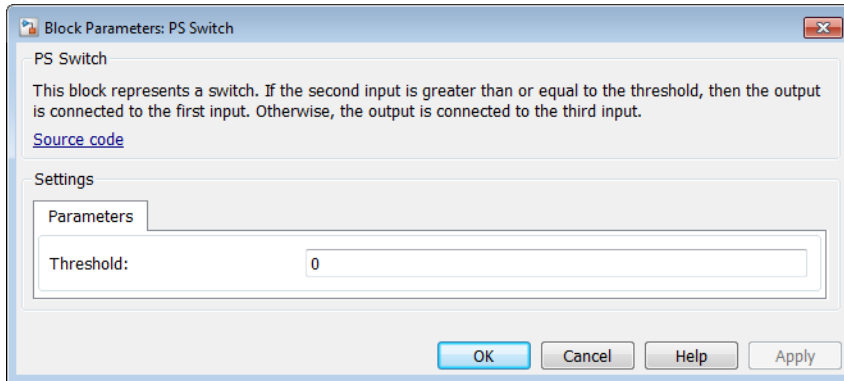 Block Parameters: PS Switch
PS Switch
This block represents a switch. If the second input is greater than or equal to the threshold, then the output
is connected to the first input. Otherwise, the output is connected to the third input.
Source code
Settings
Parameters
Threshold: 0
OK Cancel Help Apply